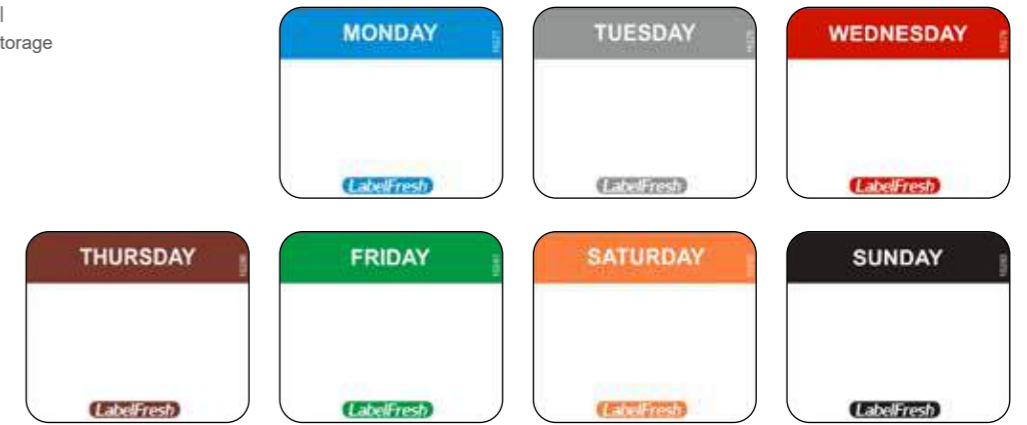 torage
MONDAY
LabelFresh
TUESDAY
LabelFresh
WEDNESDAY
LabelFresh
THURSDAY
LabelFresh
FRIDAY
LabelFresh
SATURDAY
LabelFresh
SUNDAY
LabelFresh